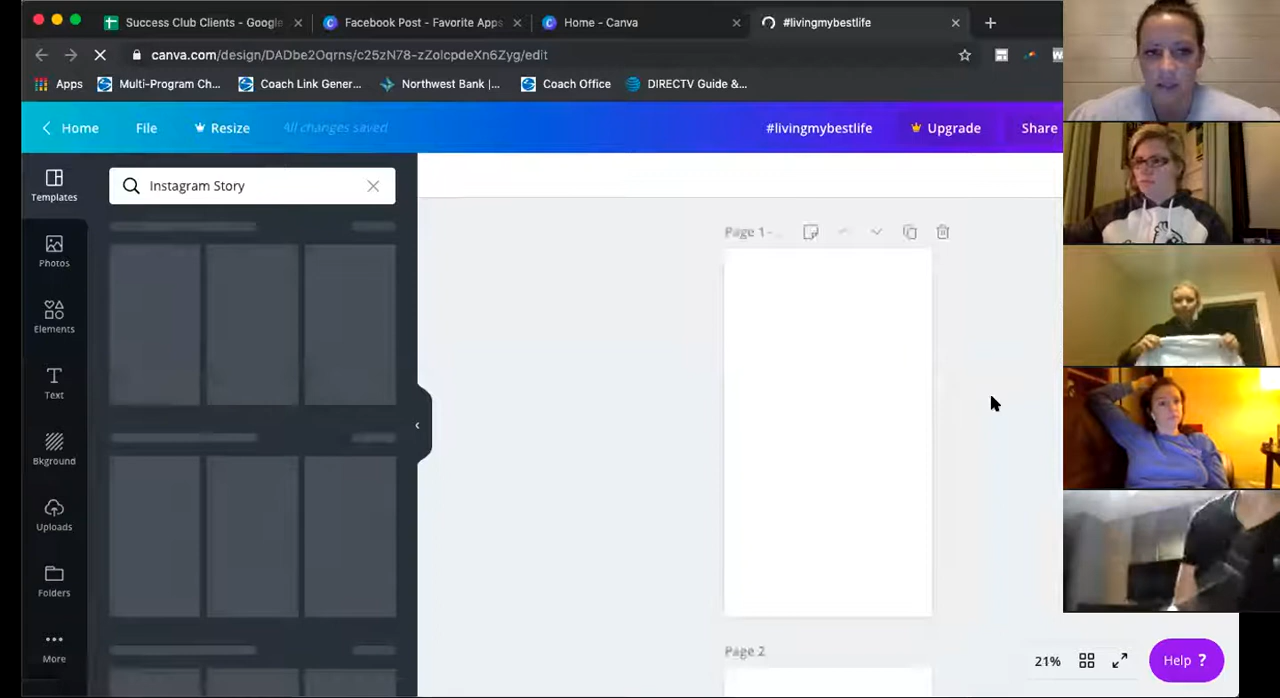 Success Club Clients - Google
Facebook Post - Favorite Apps
Home - Canva
#livingmybestlife
canva.com/design/DADbe2Oqrns/c25zN78-zZolcpdeXn6Zyg/edit
Apps
Multi-Program Ch...
Coach Link Gener...
Northwest Bank |...
Coach Office
DIRECTV Guide &...
Home
File
Resize
All changes saved
#livingmybestlife
Upgrade
Share
Templates
Instagram Story
Photos
Elements
Text
Bkground
Uploads
Folders
More
Page 1 - ...
Page 2
21%
Help ?